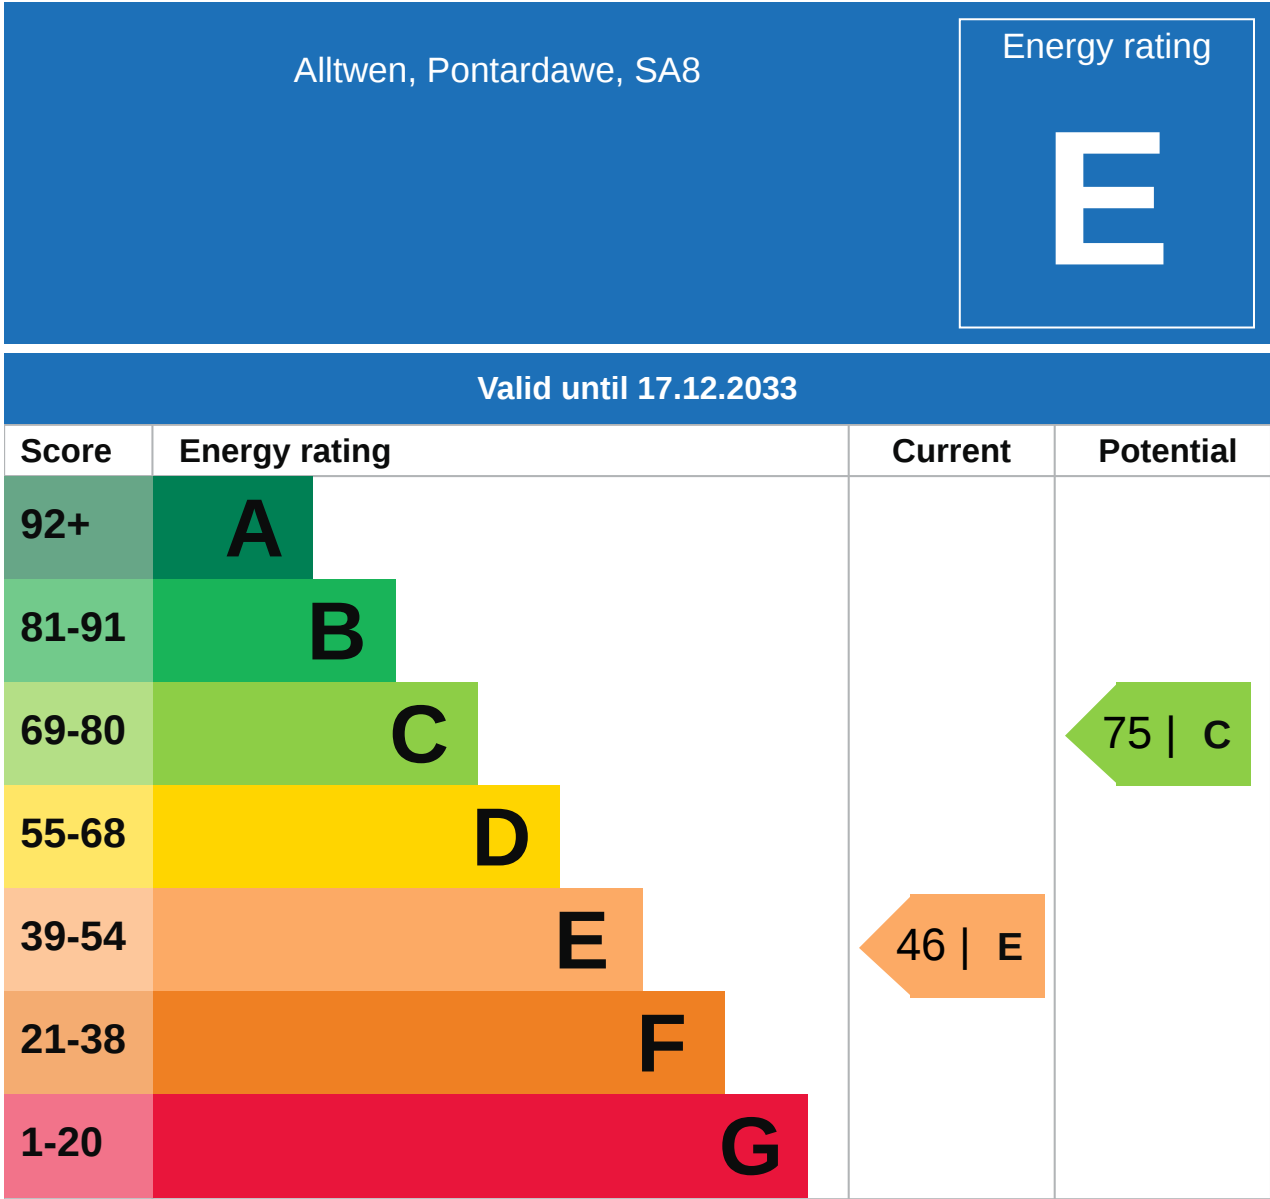 Alltwen, Pontardawe, SA8
Energy rating
E
Valid until 17.12.2033
Score Energy rating Current Potential
92+ A
81-91 B
69-80 C 75 | C
55-68 D
39-54 E 46 | E
21-38 F
1-20 G